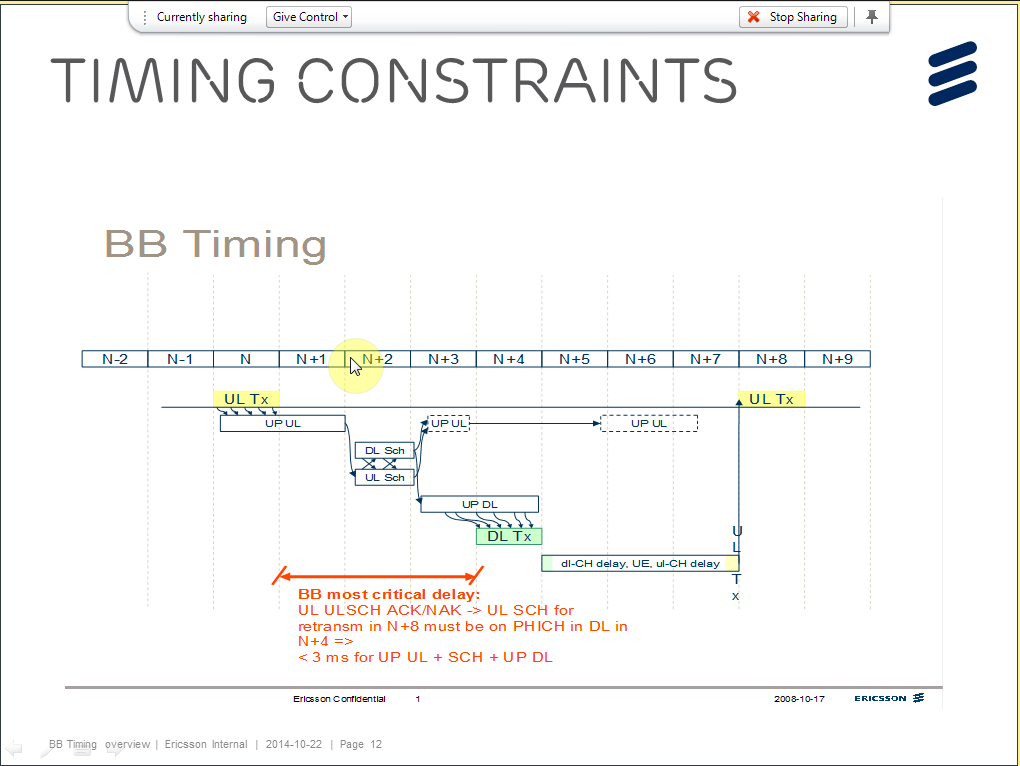 Currently sharing Give Control Stop Sharing
TIMING CONSTRAINTS
BB Timing
N-2 N-1 N N+1 N+2 N+3 N+4 N+5 N+6 N+7 N+8 N+9
UL Tx UL Tx
UP UL UP UL UP UL
DL Sch
UL Sch
UP DL
DL Tx
U
L
dl-CH delay, UE, ul-CH delay
T
x
BB most critical delay:
UL ULSCH ACK/NAK -> UL SCH for
retransm in N+8 must be on PHICH in DL in
N+4 =>
< 3 ms for UP UL + SCH + UP DL
Ericsson Confidential 1 2008-10-17 ERICSSON
BB Timing overview | Ericsson Internal | 2014-10-22 | Page 12